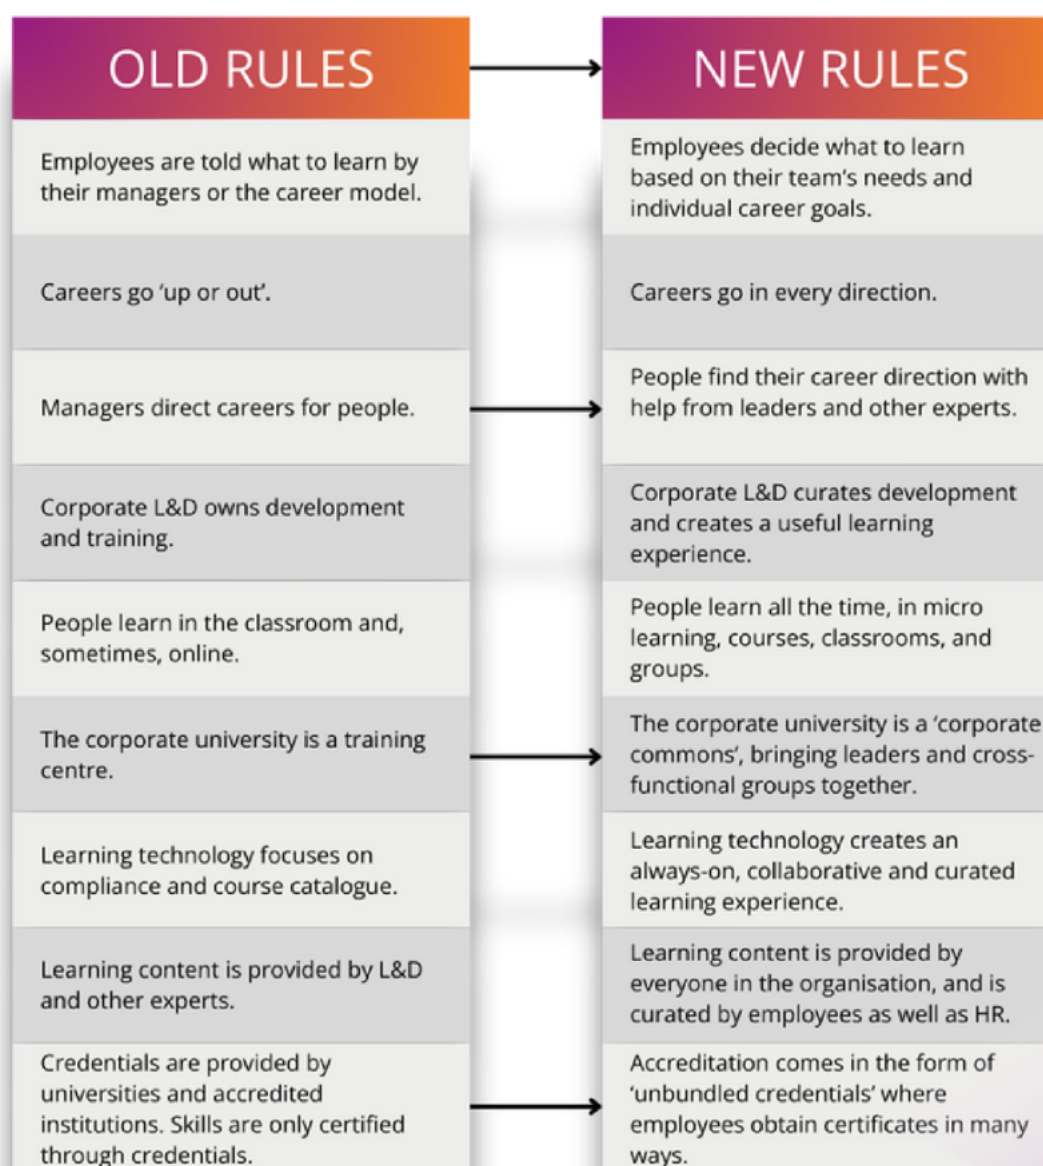 OLD RULES
NEW RULES
Employees are told what to learn by
their managers or the career model.
Employees decide what to learn
based on their team's needs and
individual career goals.
Careers go 'up or out'.
Careers go in every direction.
Managers direct careers for people.
People find their career direction with
help from leaders and other experts.
Corporate L&D owns development
and training.
Corporate L&D curates development
and creates a useful learning
experience.
People learn in the classroom and,
sometimes, online.
People learn all the time, in micro
learning, courses, classrooms, and
groups.
The corporate university is a training
centre.
The corporate university is a 'corporate
commons', bringing leaders and cross-
functional groups together.
Learning technology focuses on
compliance and course catalogue.
Learning technology creates an
always-on, collaborative and curated
learning experience.
Learning content is provided by L&D
and other experts.
Learning content is provided by
everyone in the organisation, and is
curated by employees as well as HR.
Credentials are provided by
universities and accredited
institutions. Skills are only certified
through credentials.
Accreditation comes in the form of
'unbundled credentials' where
employees obtain certificates in many
ways.